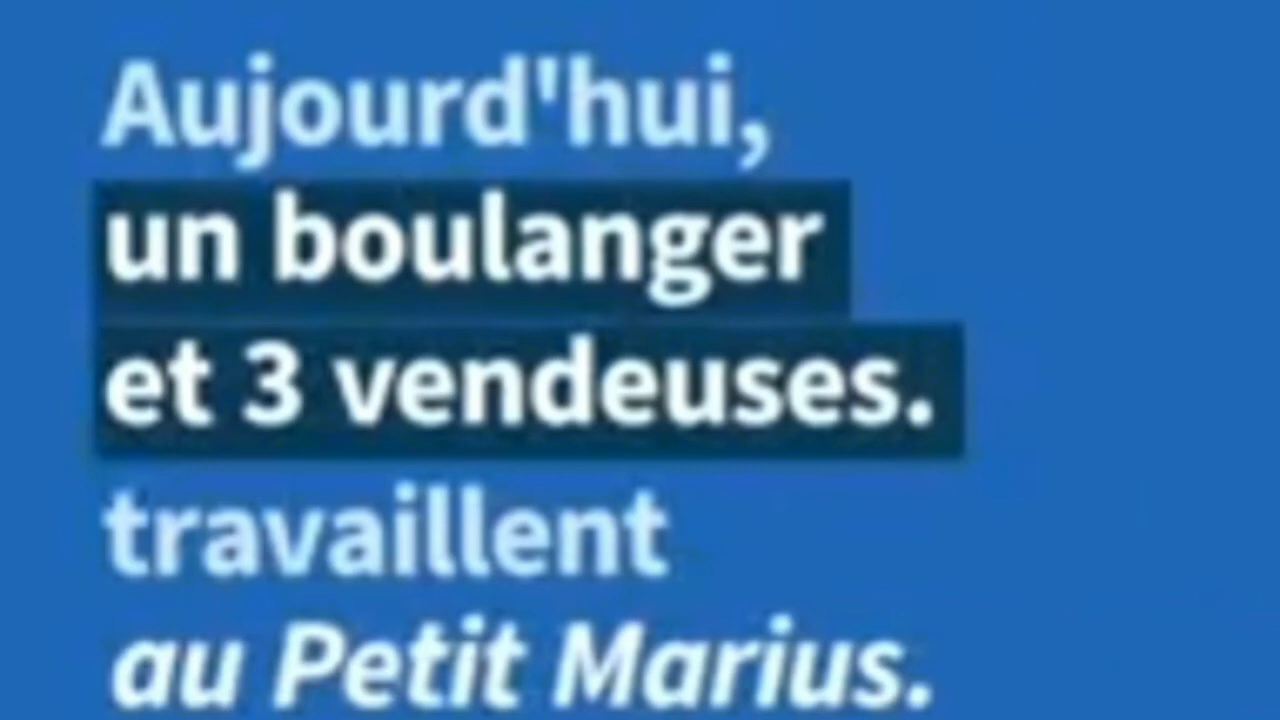 Aujourd'hui,
un boulanger
et 3 vendeuses.
travaillent
au Petit Marius.